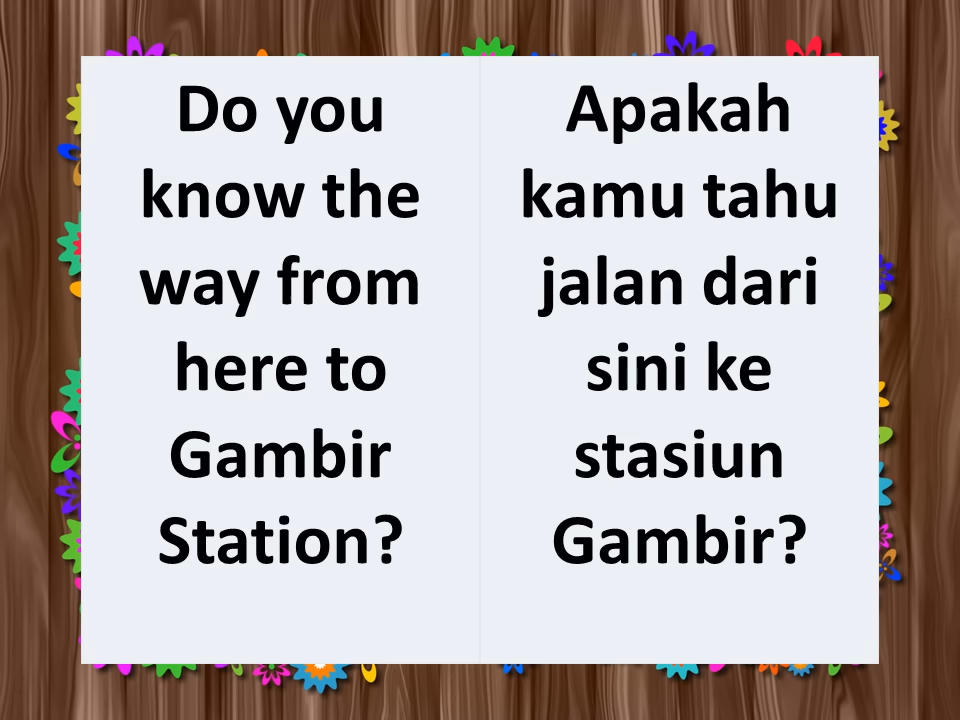 Do you
know the
way from
here to
Gambir
Station?
Apakah
kamu tahu
jalan dari
sini ke
stasiun
Gambir?